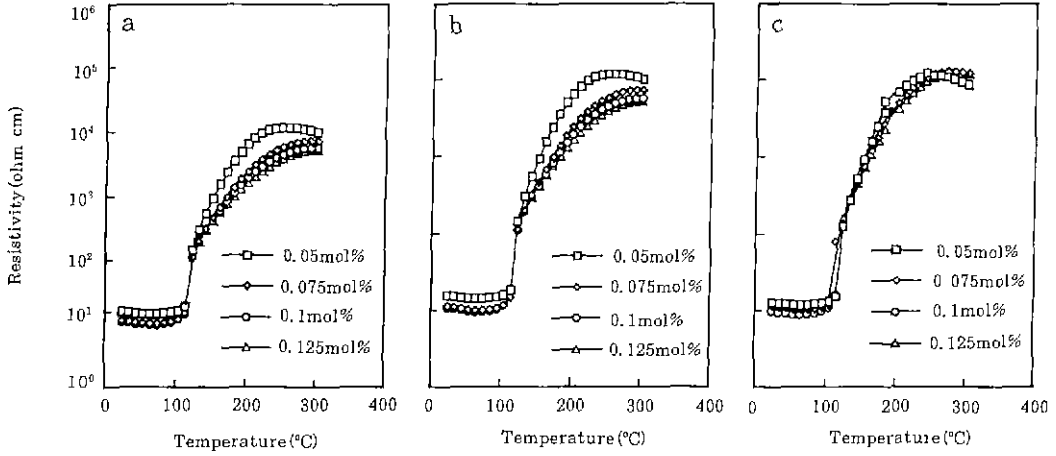 a
b
c
Resistivity(ohm cm)
10⁶
10⁵
10⁴
10³
10²
10¹
10⁰
0.05mol%
0.075mol%
0.1mol%
0.125mol%
0.05mol%
0.075mol%
0.1mol%
0.125mol%
0.05mol%
0.075mol%
0.1mol%
0.125mol%
0 100 200 300 400
0 100 200 300 400
0 100 200 300 400
Temperature(°C)
Temperature(°C)
Temperature(°C)